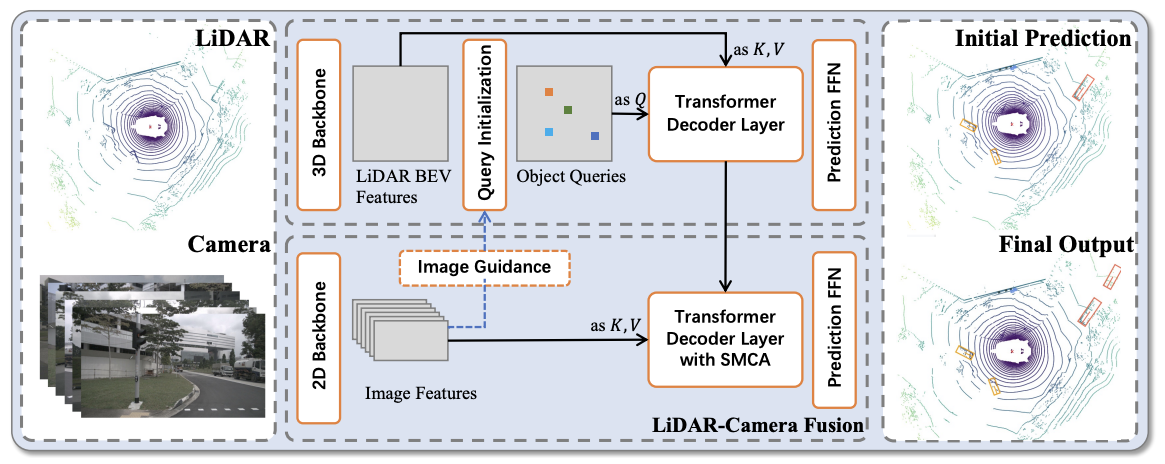 LiDAR
Camera
3D Backbone
LiDAR BEV
Features
Query Initialization
Object Queries
as Q
as K, V
Transformer
Decoder Layer
Prediction FFN
2D Backbone
Image Guidance
Image Features
as K, V
Transformer
Decoder Layer
with SMCA
Prediction FFN
LiDAR-Camera Fusion
Initial Prediction
Final Output